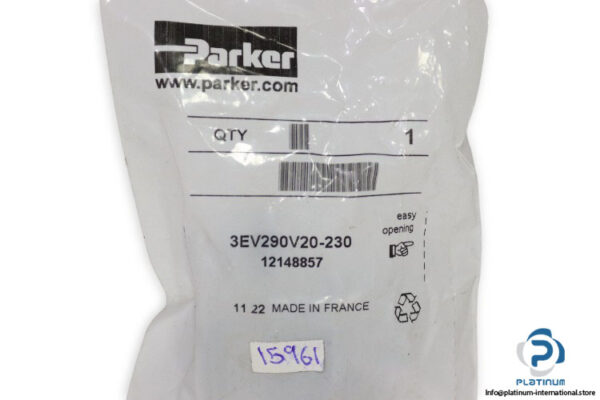 Parker
www.parker.com
QTY 1
easy
opening
3EV290V20-230
12148857
11 22 MADE IN FRANCE
15961
PLATINUM
https://platinum-international.store